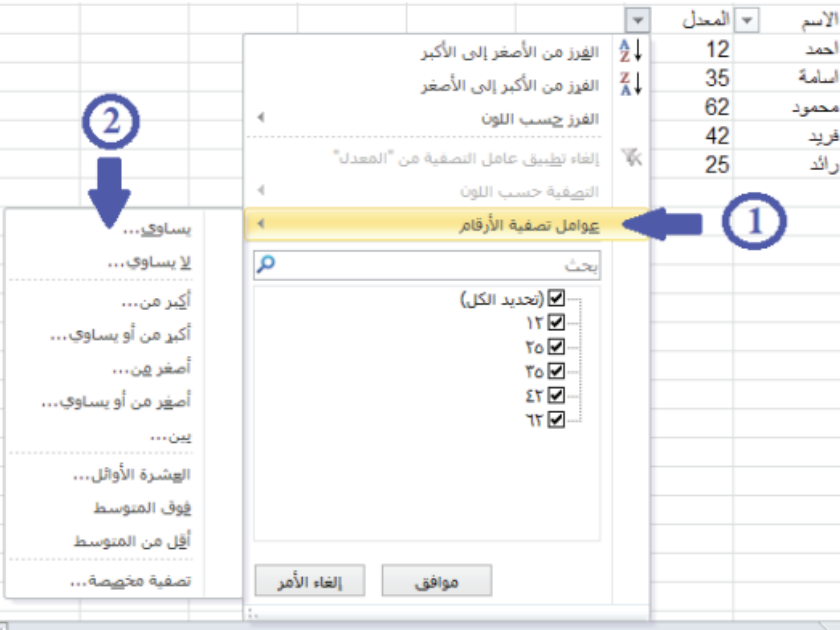 الاسم المعدل
احمد 12
اسامة 35
محمود 62
فريد 42
رائد 25
الفرز من الأصغر إلى الأكبر
الفرز من الأكبر إلى الأصغر
الفرز حسب اللون
إلغاء تطبيق عامل التصفية من "المعدل"
التصفية حسب اللون
عوامل تصفية الأرقام
1
بحث
(تحديد الكل)
١٢
٢٥
٣٥
٤٢
٦٢
موافق إلغاء الأمر
2
يساوي...
لا يساوي...
أكبر من...
أكبر من أو يساوي...
أصغر من...
أصغر من أو يساوي...
بين...
العشرة الأوائل...
فوق المتوسط
أقل من المتوسط
تصفية مخصصة...